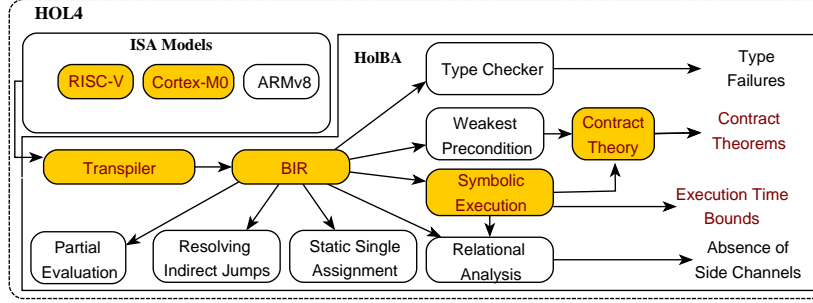 HOL4
ISA Models
RISC-V
Cortex-M0
ARMv8
HolBA
Type Checker
Type
Failures
Weakest
Precondition
Contract
Theory
Contract
Theorems
Transpiler
BIR
Symbolic
Execution
Execution Time
Bounds
Partial
Evaluation
Resolving
Indirect Jumps
Static Single
Assignment
Relational
Analysis
Absence of
Side Channels